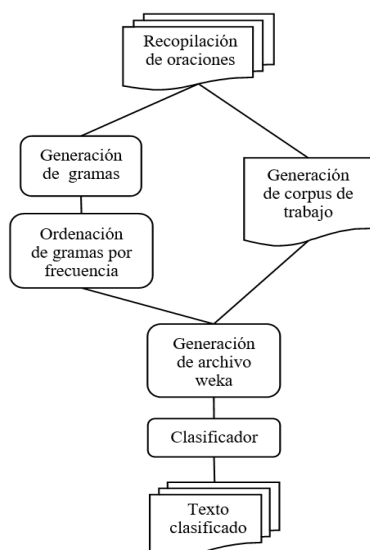 Recopilación
de oraciones
Generación
de gramas
Generación
de corpus de
trabajo
Ordenación
de gramas por
frecuencia
Generación
de archivo
weka
Clasificador
Texto
clasificado